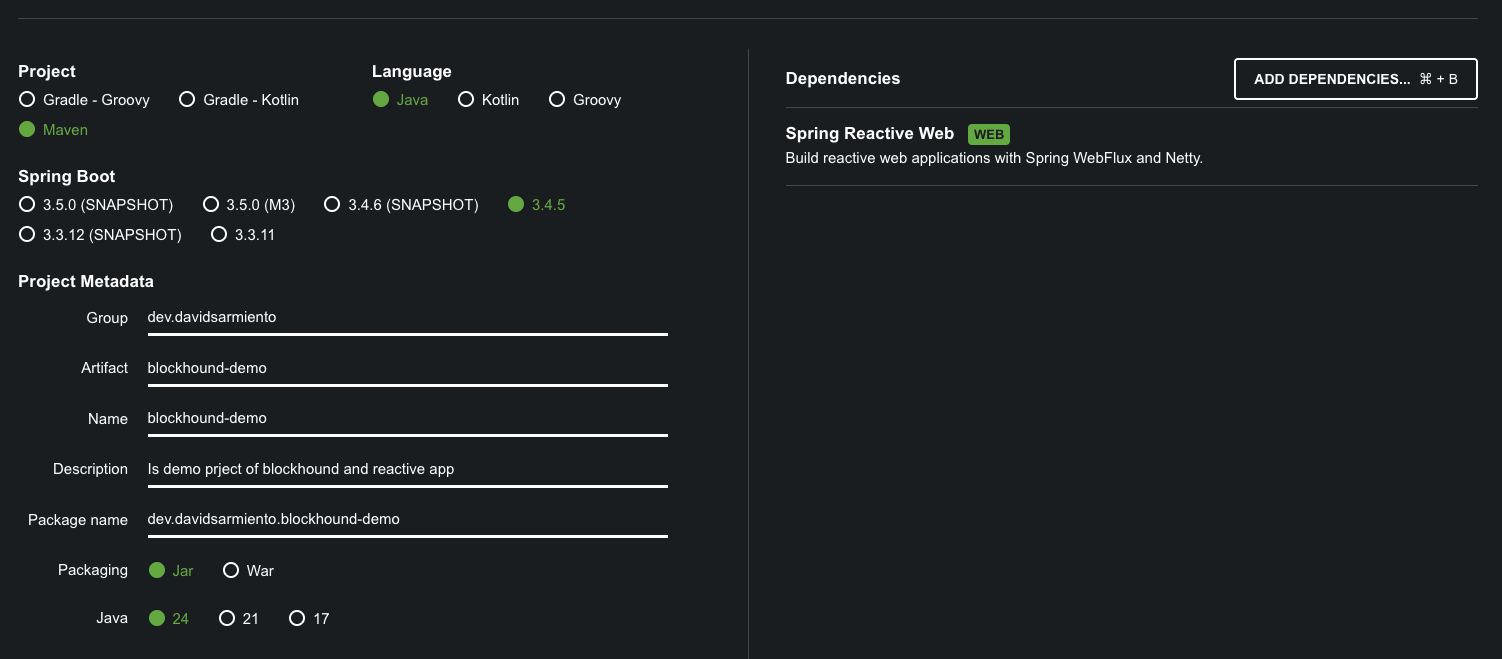 Project
Gradle - Groovy Gradle - Kotlin
Maven
Language
Java Kotlin Groovy
Spring Boot
3.5.0 (SNAPSHOT) 3.5.0 (M3) 3.4.6 (SNAPSHOT) 3.4.5
3.3.12 (SNAPSHOT) 3.3.11
Project Metadata
Group dev.davidsarmiento
Artifact blockhound-demo
Name blockhound-demo
Description Is demo prject of blockhound and reactive app
Package name dev.davidsarmiento.blockhound-demo
Packaging Jar War
Java 24 21 17
Dependencies ADD DEPENDENCIES... ⌘ + B
Spring Reactive Web WEB
Build reactive web applications with Spring WebFlux and Netty.